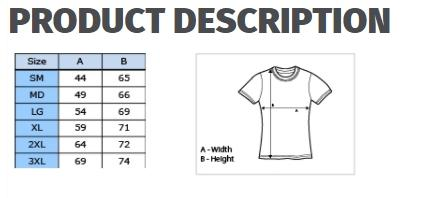 PRODUCT DESCRIPTION
Size A B
SM 44 65
MD 49 66
LG 54 69
XL 59 71
2XL 64 72
3XL 69 74
B
A
A - Width
B - Height